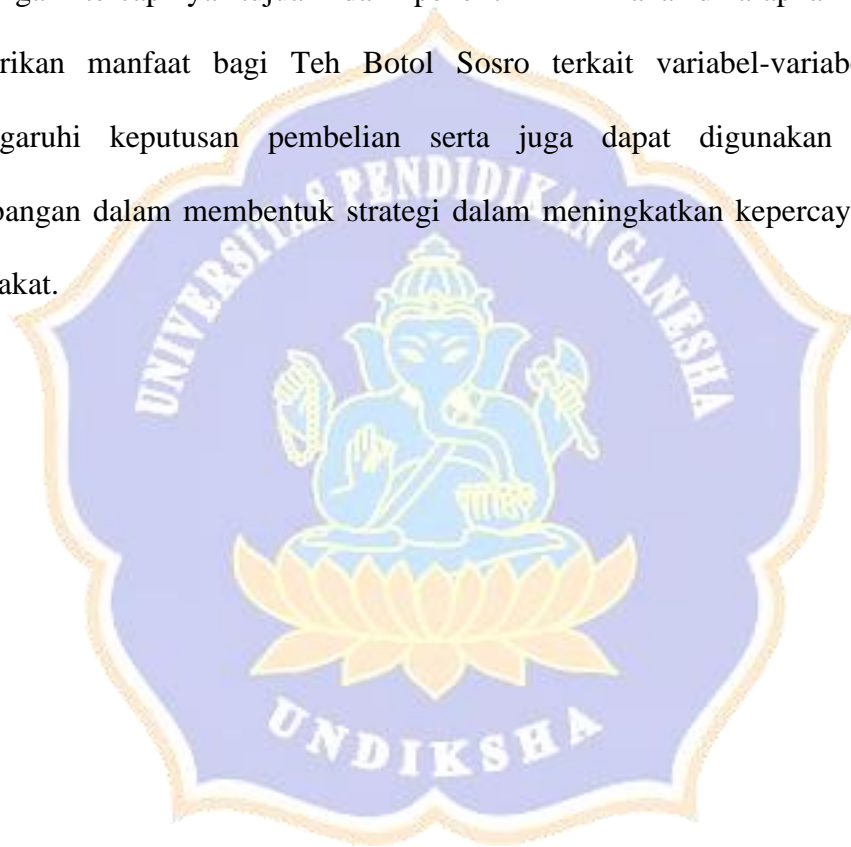 rikan manfaat bagi Teh Botol Sosro terkait variabel-variabe
garuhi keputusan pembelian serta juga dapat digunakan
bangan dalam membentuk strategi dalam meningkatkan kepercay
akat.
UNIVERSITAS PENDIDIKAN GANESHA
UNDIKSHA